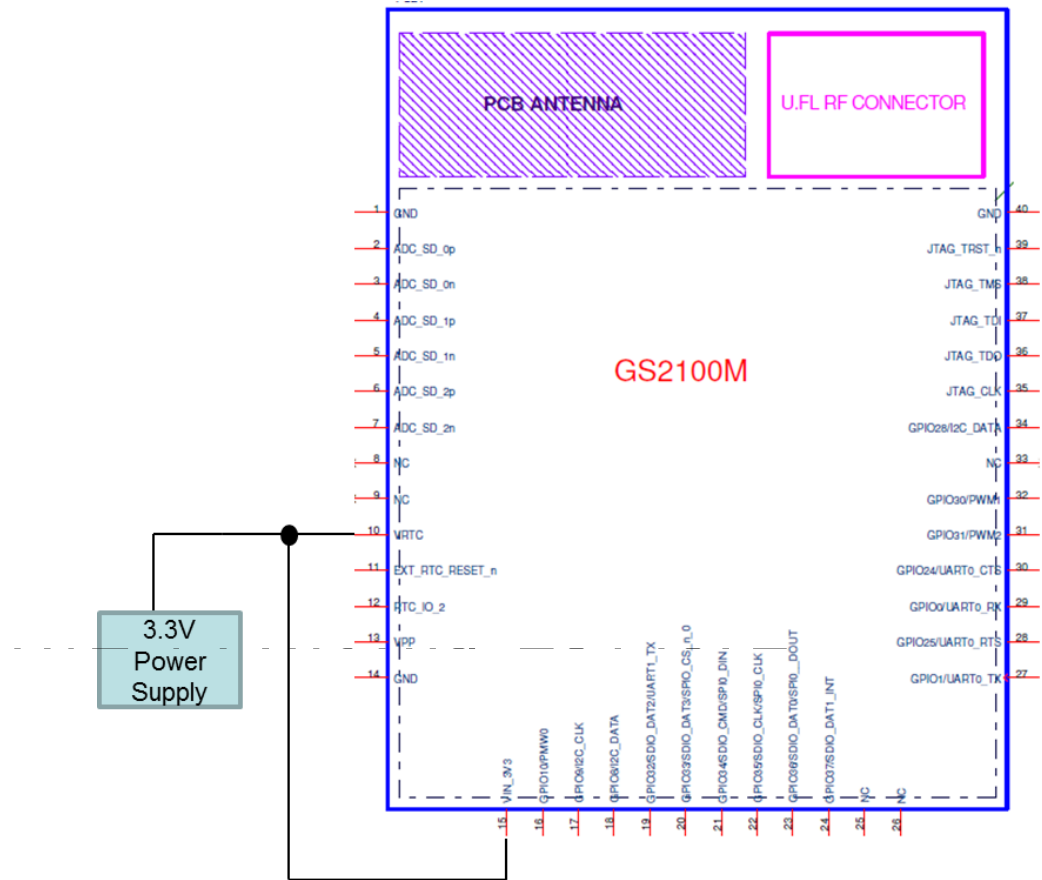 PCB ANTENNA
U.FL RF CONNECTOR
GS2100M
1 GND
2 ADC_SD_0p
3 ADC_SD_0n
4 ADC_SD_1p
5 ADC_SD_1n
6 ADC_SD_2p
7 ADC_SD_2n
8 NC
9 NC
10 VRTC
11 EXT_RTC_RESET_n
12 RTC_IO_2
13 VPP
14 GND
3.3V
Power
Supply
15 VIN_3V3
16 GPIO10/PMW0
17 GPIO9/I2C_CLK
18 GPIO8/I2C_DATA
19 GPIO32/SDIO_DAT2/UART1_TX
20 GPIO33/SDIO_DAT3/SPI0_CS_n_0
21 GPIO34/SDIO_CMD/SPI0_DIN
22 GPIO35/SDIO_CLK/SPI0_CLK
23 GPIO36/SDIO_DAT0/SPI0__DOUT
24 GPIO37/SDIO_DAT1_INT
25 NC
26 NC
GND 40
JTAG_TRST_n 39
JTAG_TMS 38
JTAG_TDI 37
JTAG_TDO 36
JTAG_CLK 35
GPIO28/I2C_DATA 34
NC 33
GPIO30/PWM1 32
GPIO31/PWM2 31
GPIO24/UART0_CTS 30
GPIO0/UART0_RX 29
GPIO25/UART0_RTS 28
GPIO1/UART0_TX 27